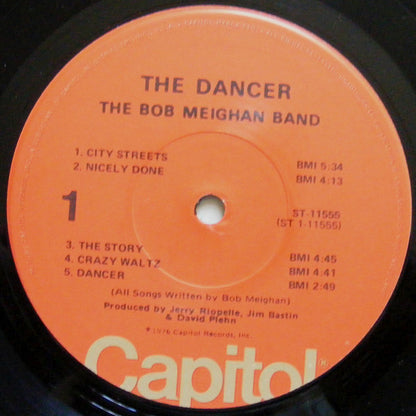 THE DANCER
THE BOB MEIGHAN BAND
1. CITY STREETS BMI 5:34
2. NICELY DONE BMI 4:13
1
ST-11555
(ST 1-11555)
3. THE STORY BMI 4:45
4. CRAZY WALTZ BMI 4:41
5. DANCER BMI 2:49
(All Songs Written by Bob Meighan)
Produced by Jerry Riopelle, Jim Bastin
& David Plehn
℗ 1976 Capitol Records, Inc.
Capitol